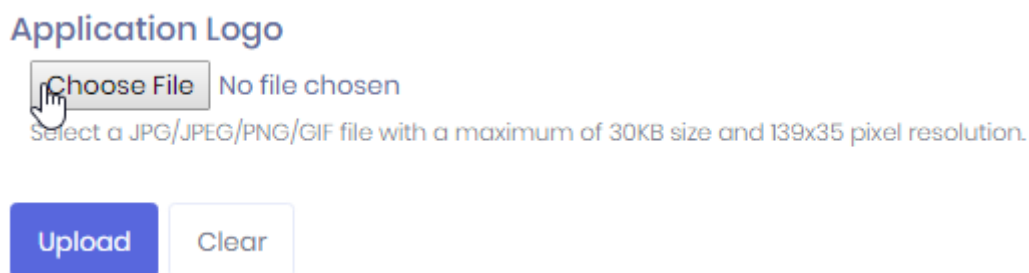 Application Logo
Choose File No file chosen
Select a JPG/JPEG/PNG/GIF file with a maximum of 30KB size and 139x35 pixel resolution.
Upload Clear